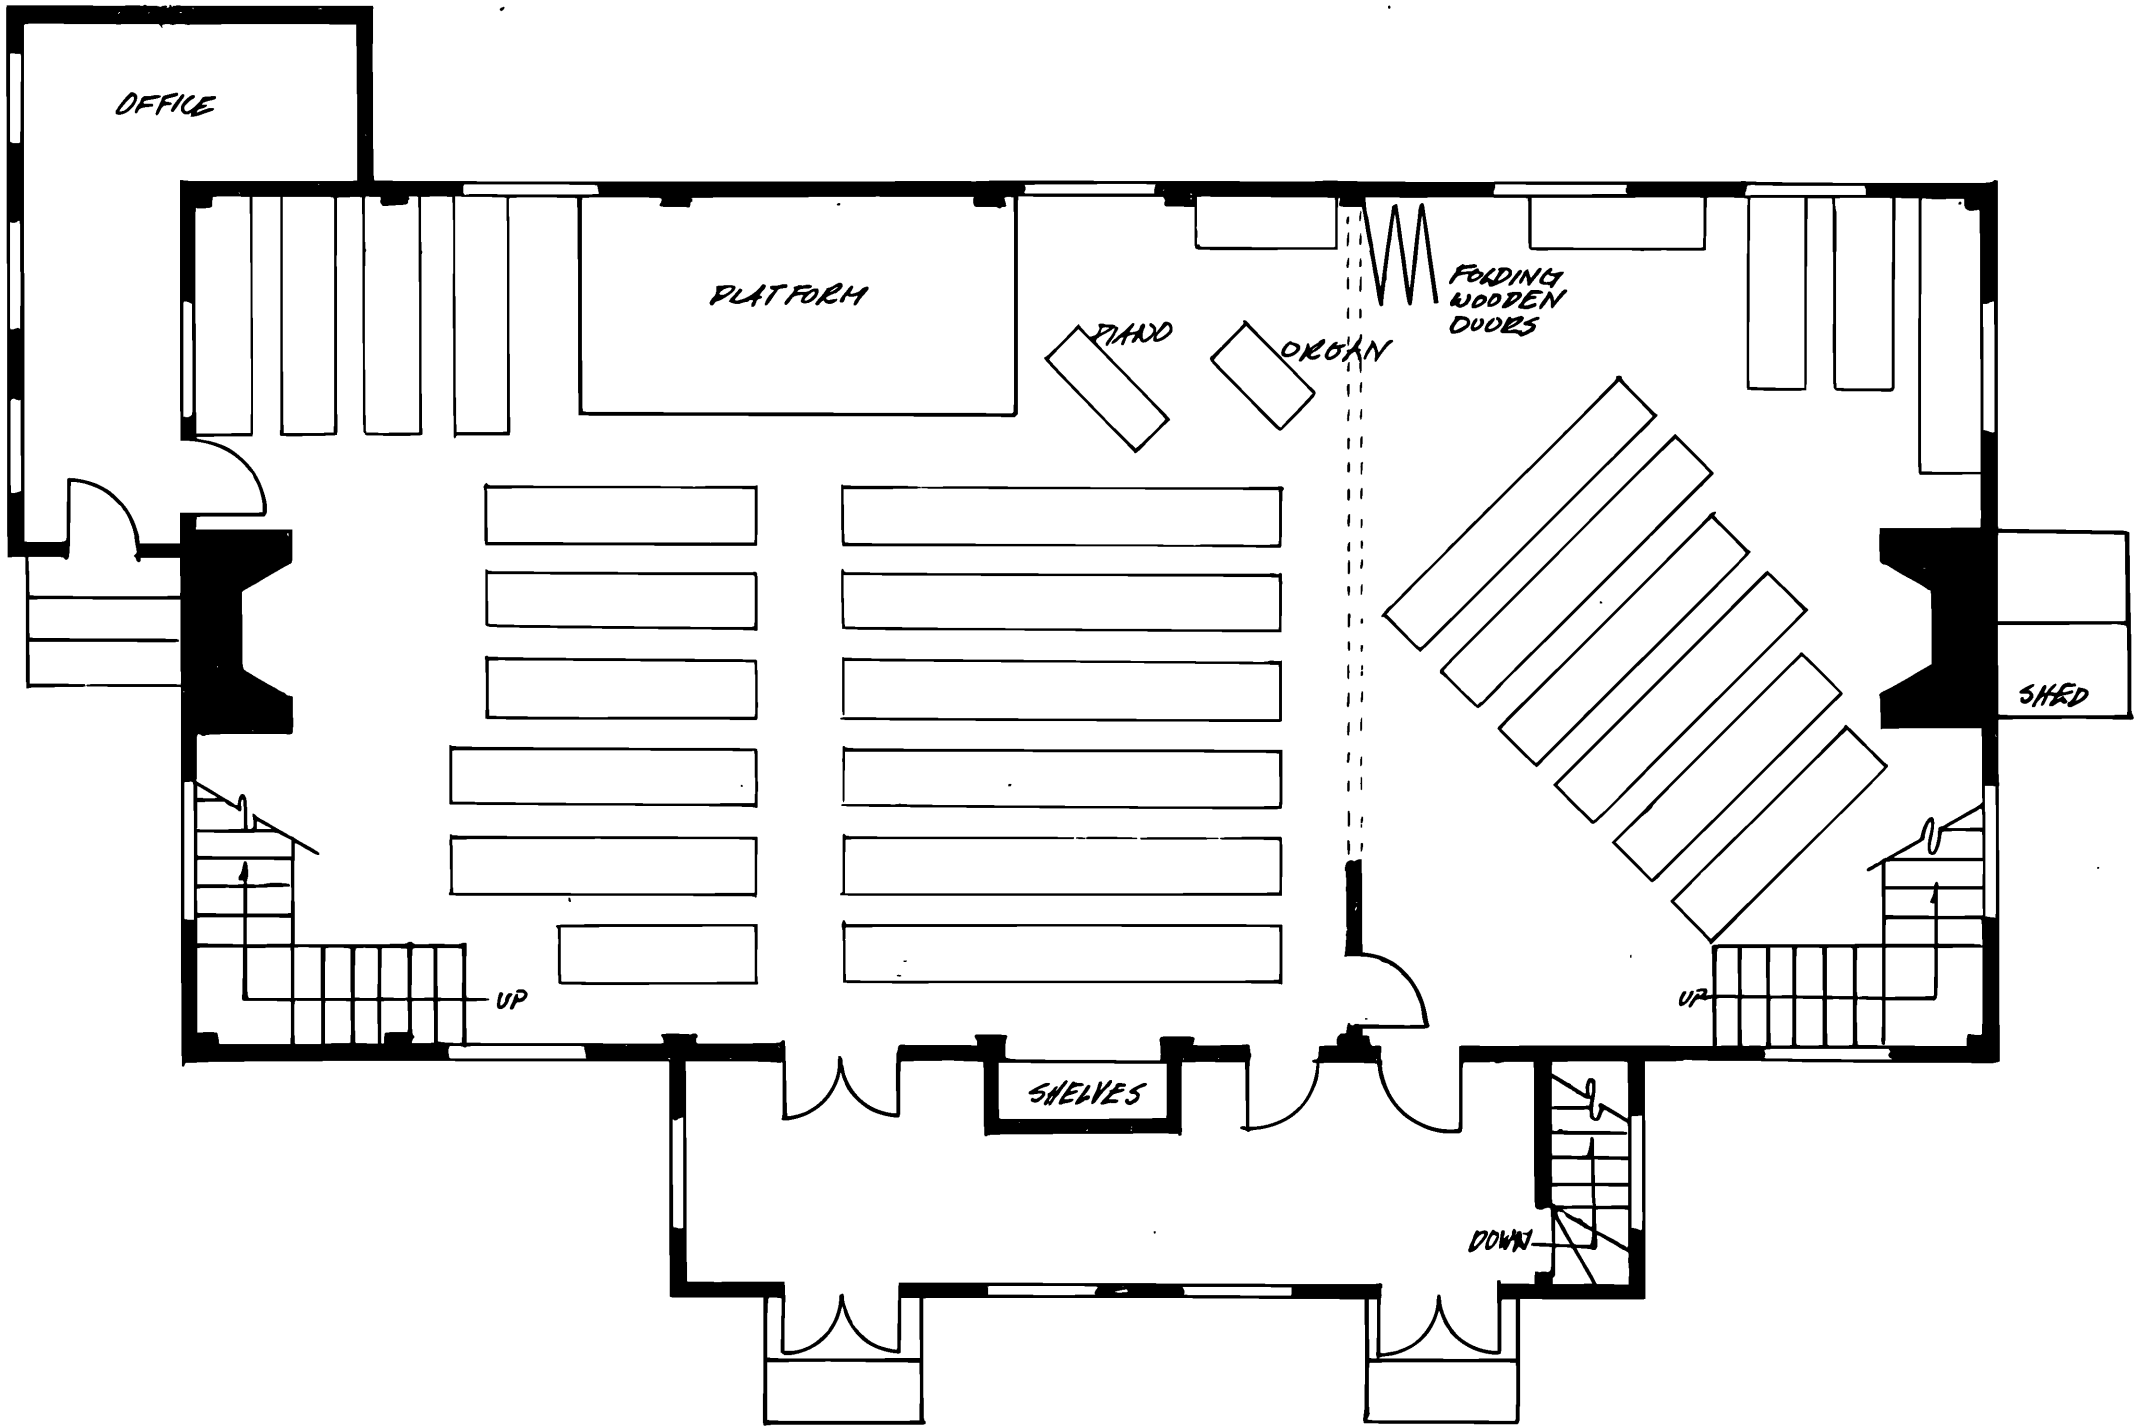 OFFICE
PLATFORM
PIANO
ORGAN
FOLDING
WOODEN
DOORS
SHED
UP
UP
SHELVES
DOWN